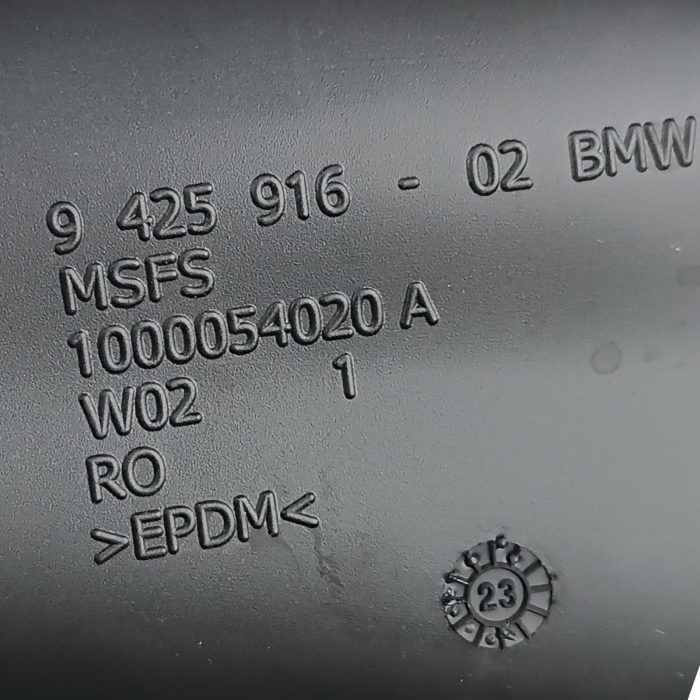 9 425 916 - 02 BMW
MSFS
1000054020 A
W02 1
RO
>EPDM<
23